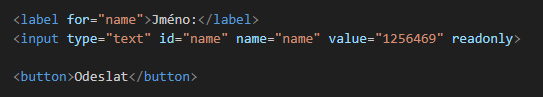 <label for="name">Jméno:</label>
<input type="text" id="name" name="name" value="1256469" readonly>
<button>Odeslat</button>